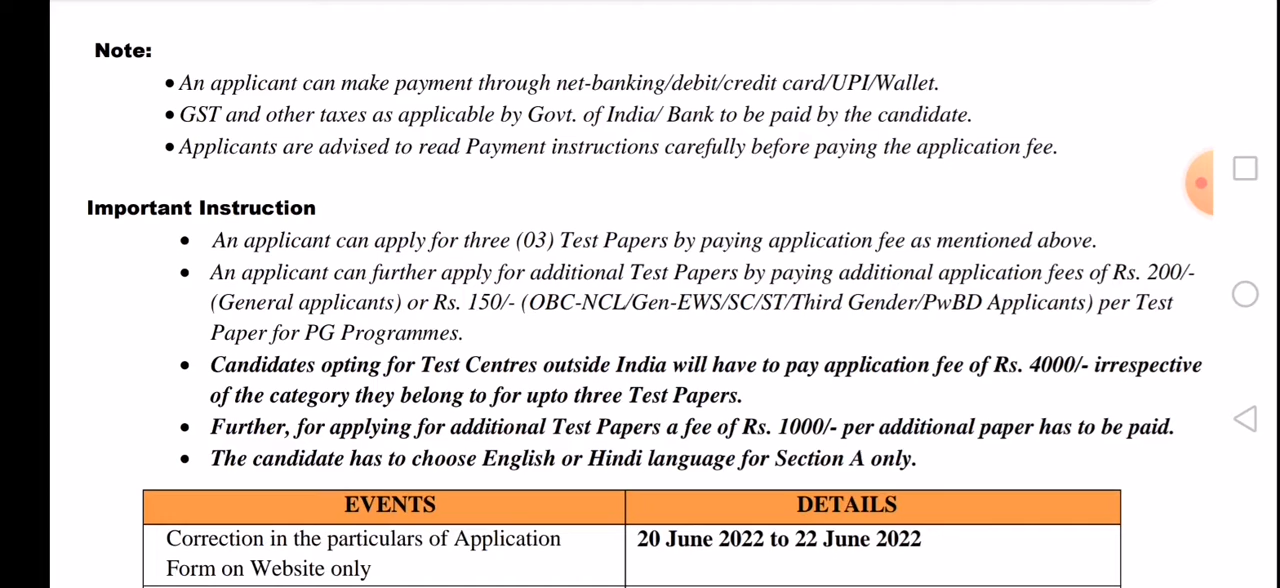 Note:
• An applicant can make payment through net-banking/debit/credit card/UPI/Wallet.
• GST and other taxes as applicable by Govt. of India/ Bank to be paid by the candidate.
• Applicants are advised to read Payment instructions carefully before paying the application fee.
Important Instruction
• An applicant can apply for three (03) Test Papers by paying application fee as mentioned above.
• An applicant can further apply for additional Test Papers by paying additional application fees of Rs. 200/-
(General applicants) or Rs. 150/- (OBC-NCL/Gen-EWS/SC/ST/Third Gender/PwBD Applicants) per Test
Paper for PG Programmes.
• Candidates opting for Test Centres outside India will have to pay application fee of Rs. 4000/- irrespective
of the category they belong to for upto three Test Papers.
• Further, for applying for additional Test Papers a fee of Rs. 1000/- per additional paper has to be paid.
• The candidate has to choose English or Hindi language for Section A only.
EVENTS DETAILS
Correction in the particulars of Application 20 June 2022 to 22 June 2022
Form on Website only